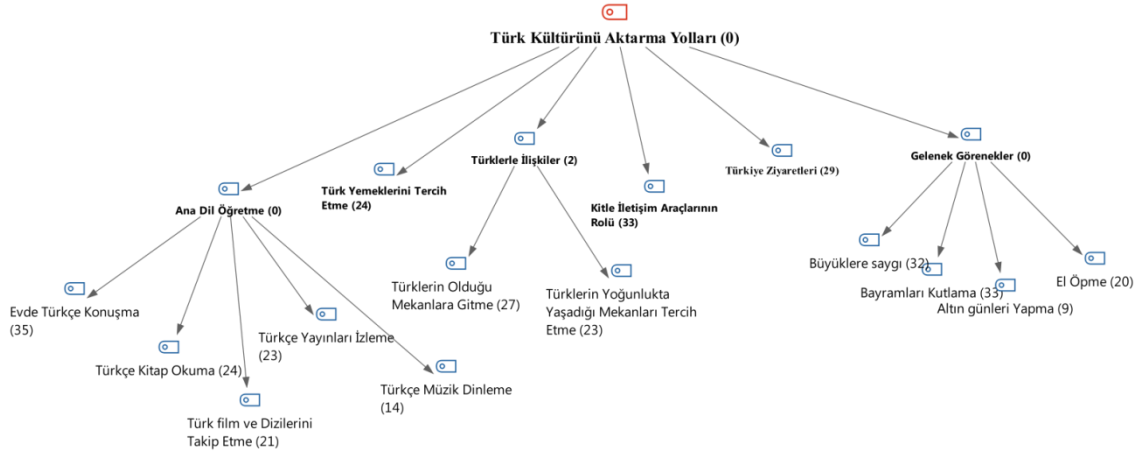 Türk Kültürünü Aktarma Yolları (0)
Türk Yemeklerini Tercih
Etme (24)
Türklerle İlişkiler (2)
Kitle İletişim Araçlarının
Rolü (33)
Türkiye Ziyaretleri (29)
Gelenek Görenekler (0)
Ana Dil Öğretme (0)
Evde Türkçe Konuşma
(35)
Türkçe Kitap Okuma (24)
Türk film ve Dizilerini
Takip Etme (21)
Türkçe Yayınları İzleme
(23)
Türkçe Müzik Dinleme
(14)
Türklerin Olduğu
Mekanlara Gitme (27)
Türklerin Yoğunlukta
Yaşadığı Mekanları Tercih
Etme (23)
Büyüklere saygı (32)
Bayramları Kutlama (33)
Altın günleri Yapma (9)
El Öpme (20)